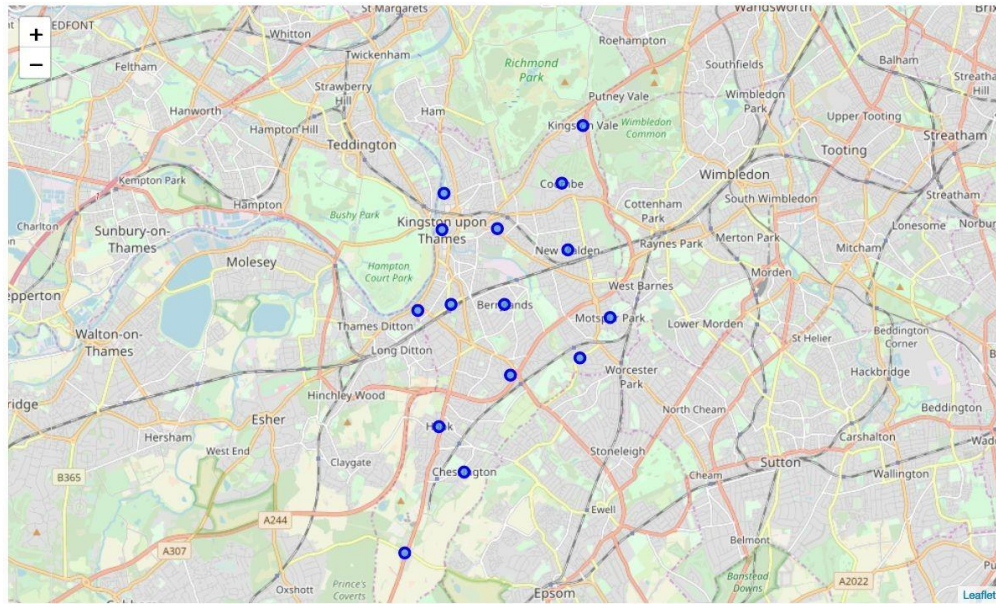 +
−
EDFONT
Whitton
St Margarets
Twickenham
Feltham
Roehampton
Wandsworth
Southfields
Balham
Streatham
Hill
Richmond
Park
Strawberry
Hill
Ham
Putney Vale
Wimbledon
Park
Hanworth
Hampton Hill
Teddington
Wimbledon
Common
Upper Tooting
Streatham
Tooting
Kempton Park
Wimbledon
Hampton
Bushy Park
South Wimbledon
Streatham
Charlton
Sunbury-on-
Thames
Kingston upon
Thames
Cottenham
Park
Lonesome
Molesey
Raynes Park
Merton Park
Mitcham
Hampton
Court Park
West Barnes
Morden
epperton
Walton-on-
Thames
Thames Ditton
Long Ditton
Lower Morden
St Helier
Beddington
Corner
Worcester
Park
Hackbridge
Hinchley Wood
Esher
North Cheam
Beddington
Hersham
West End
Claygate
Stoneleigh
Carshalton
B365
Cheam
Sutton
Wallington
Ewell
A244
A307
Belmont
Oxshott
Prince's
Coverts
Epsom
Banstead
Downs
A2022
Leaflet